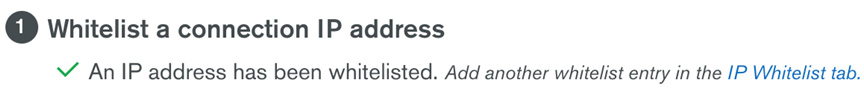 1 Whitelist a connection IP address
An IP address has been whitelisted. Add another whitelist entry in the IP Whitelist tab.